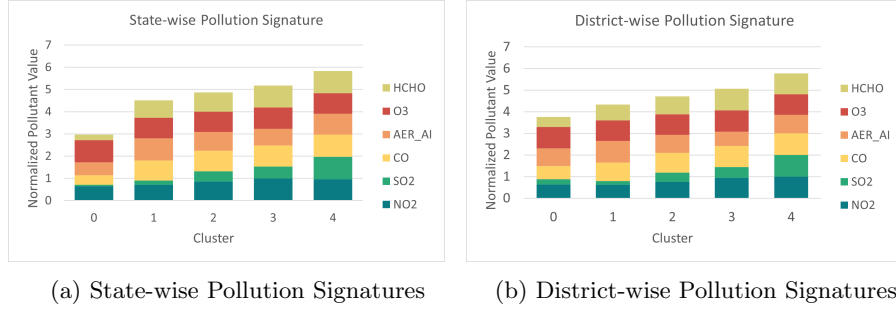 State-wise Pollution Signature
Normalized Pollutant Value
7
6
5
4
3
2
1
0
0 1 2 3 4
Cluster
HCHO
O3
AER_AI
CO
SO2
NO2
(a) State-wise Pollution Signatures
District-wise Pollution Signatures
Normalized Pollutant Value
7
6
5
4
3
2
1
0
0 1 2 3 4
Cluster
HCHO
O3
AER_AI
CO
SO2
NO2
(b) District-wise Pollution Signatures